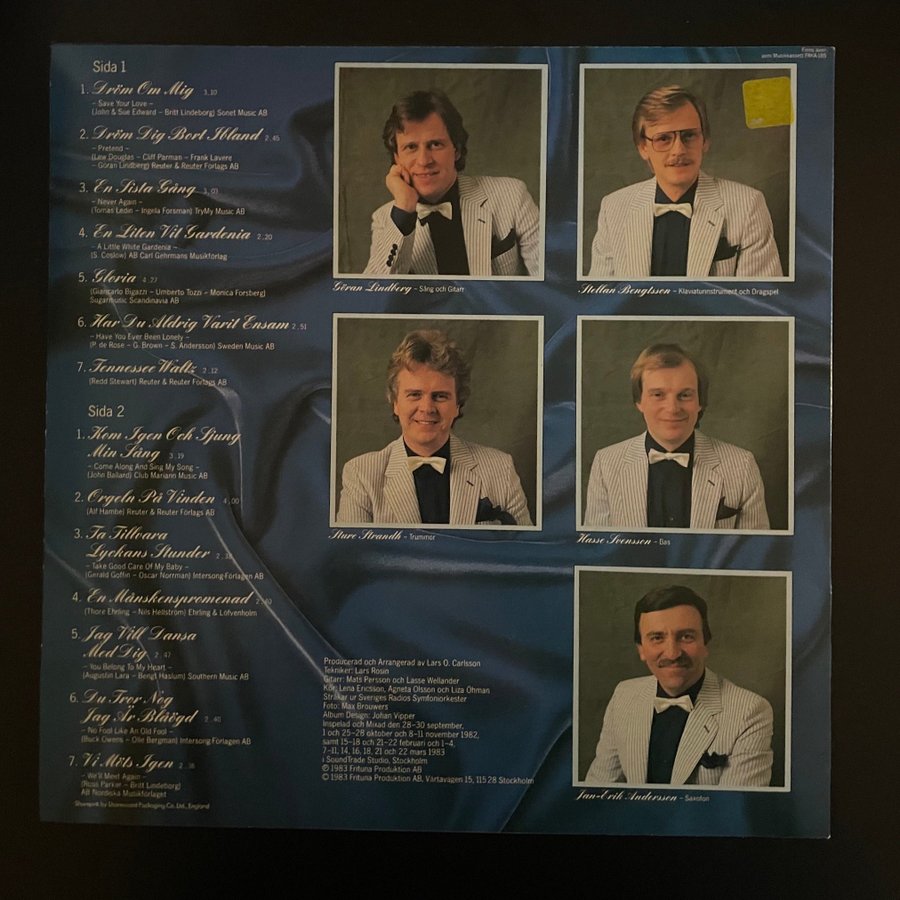 Finns även
som Musikkassett FRKA 185
Sida 1
1. Dröm Om Mig 3.10
– Save Your Love –
(John & Sue Edward – Britt Lindeborg) Sonet Music AB
2. Dröm Dig Bort Ibland 2.45
– Pretend –
(Lew Douglas – Cliff Parman – Frank Lavere
– Göran Lindberg) Reuter & Reuter Förlags AB
3. En Sista Gång 3.03
– Never Again –
(Tomas Ledin – Ingela Forsman) TryMy Music AB
4. En Liten Vit Gardenia 2.20
– A Little White Gardenia –
(S. Coslow) AB Carl Gehrmans Musikförlag
5. Gloria 4.27
(Giancarlo Bigazzi – Umberto Tozzi – Monica Forsberg)
Sugarmusic Scandinavia AB
6. Har Du Aldrig Varit Ensam 2.51
– Have You Ever Been Lonely –
(P. de Rose – G. Brown – S. Andersson) Sweden Music AB
7. Tennessee Waltz 2.12
(Redd Stewart) Reuter & Reuter Förlags AB
Sida 2
1. Kom Igen Och Sjung
Min Sång 3.19
– Come Along And Sing My Song –
(John Ballard) Club Mariann Music AB
2. Orgeln På Vinden 4.00
(Alf Hambe) Reuter & Reuter Förlags AB
3. Ta Tillvara
Lyckans Stunder
– Take Good Care Of My Baby –
(Gerald Goffin – Oscar Norrman) Intersong-Förlagen AB
4. En Månskenspromenad
(Thore Ehrling – Nils Hellström) Ehrling & Löfvenholm
5. Jag Vill Dansa
Med Dig 2.47
– You Belong To My Heart –
(Augustin Lara – Bengt Haslum) Southern Music AB
6. Du Tror Nog
Jag Är Blåögd 2.40
– No Fool Like An Old Fool –
(Buck Owens – Olle Bergman) Intersong-Förlagen AB
7. Vi Möts Igen 2.36
– We'll Meet Again –
(Ross Parker – Britt Lindeborg)
AB Nordiska Musikförlaget
Shorepak by Shorewood Packaging Co. Ltd., England
Göran Lindberg – Sång och Gitarr
Stellan Bengtsson – Klaviaturinstrument och Dragspel
Sture Strandh – Trummor
Hasse Svensson – Bas
Jan-Erik Andersson – Saxofon
Producerad och Arrangerad av Lars O. Carlsson
Tekniker: Lars Rosin
Gitarr: Mats Persson och Lasse Wellander
Kör: Lena Ericsson, Agneta Olsson och Liza Öhman
Stråkar ur Sveriges Radios Symfoniorkester
Foto: Max Brouwers
Album Design: Johan Vipper
Inspelad och Mixad den 28–30 september,
1 och 25–28 oktober och 8–11 november 1982,
samt 15–18 och 21–22 februari och 1–4,
7–11, 14, 16, 18, 21 och 22 mars 1983
i SoundTrade Studio, Stockholm
℗ 1983 Frituna Produktion AB
© 1983 Frituna Produktion AB, Värtavägen 15, 115 28 Stockholm